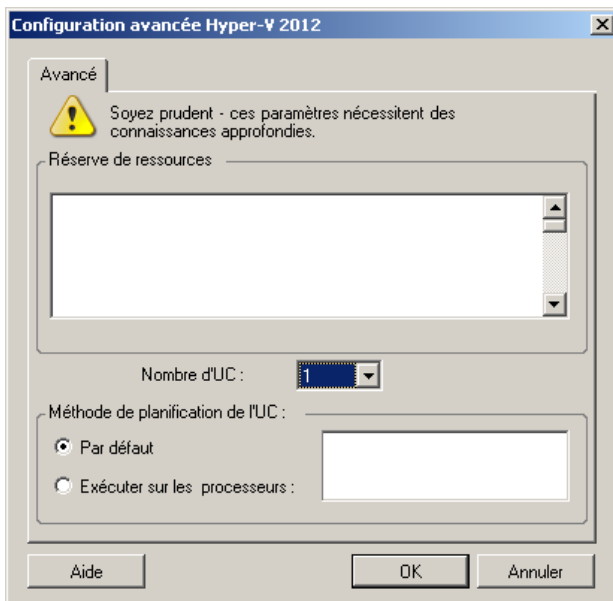 Configuration avancée Hyper-V 2012
Avancé
Soyez prudent - ces paramètres nécessitent des
connaissances approfondies.
Réserve de ressources
Nombre d'UC :
1
Méthode de planification de l'UC :
Par défaut
Exécuter sur les processeurs :
Aide
OK
Annuler